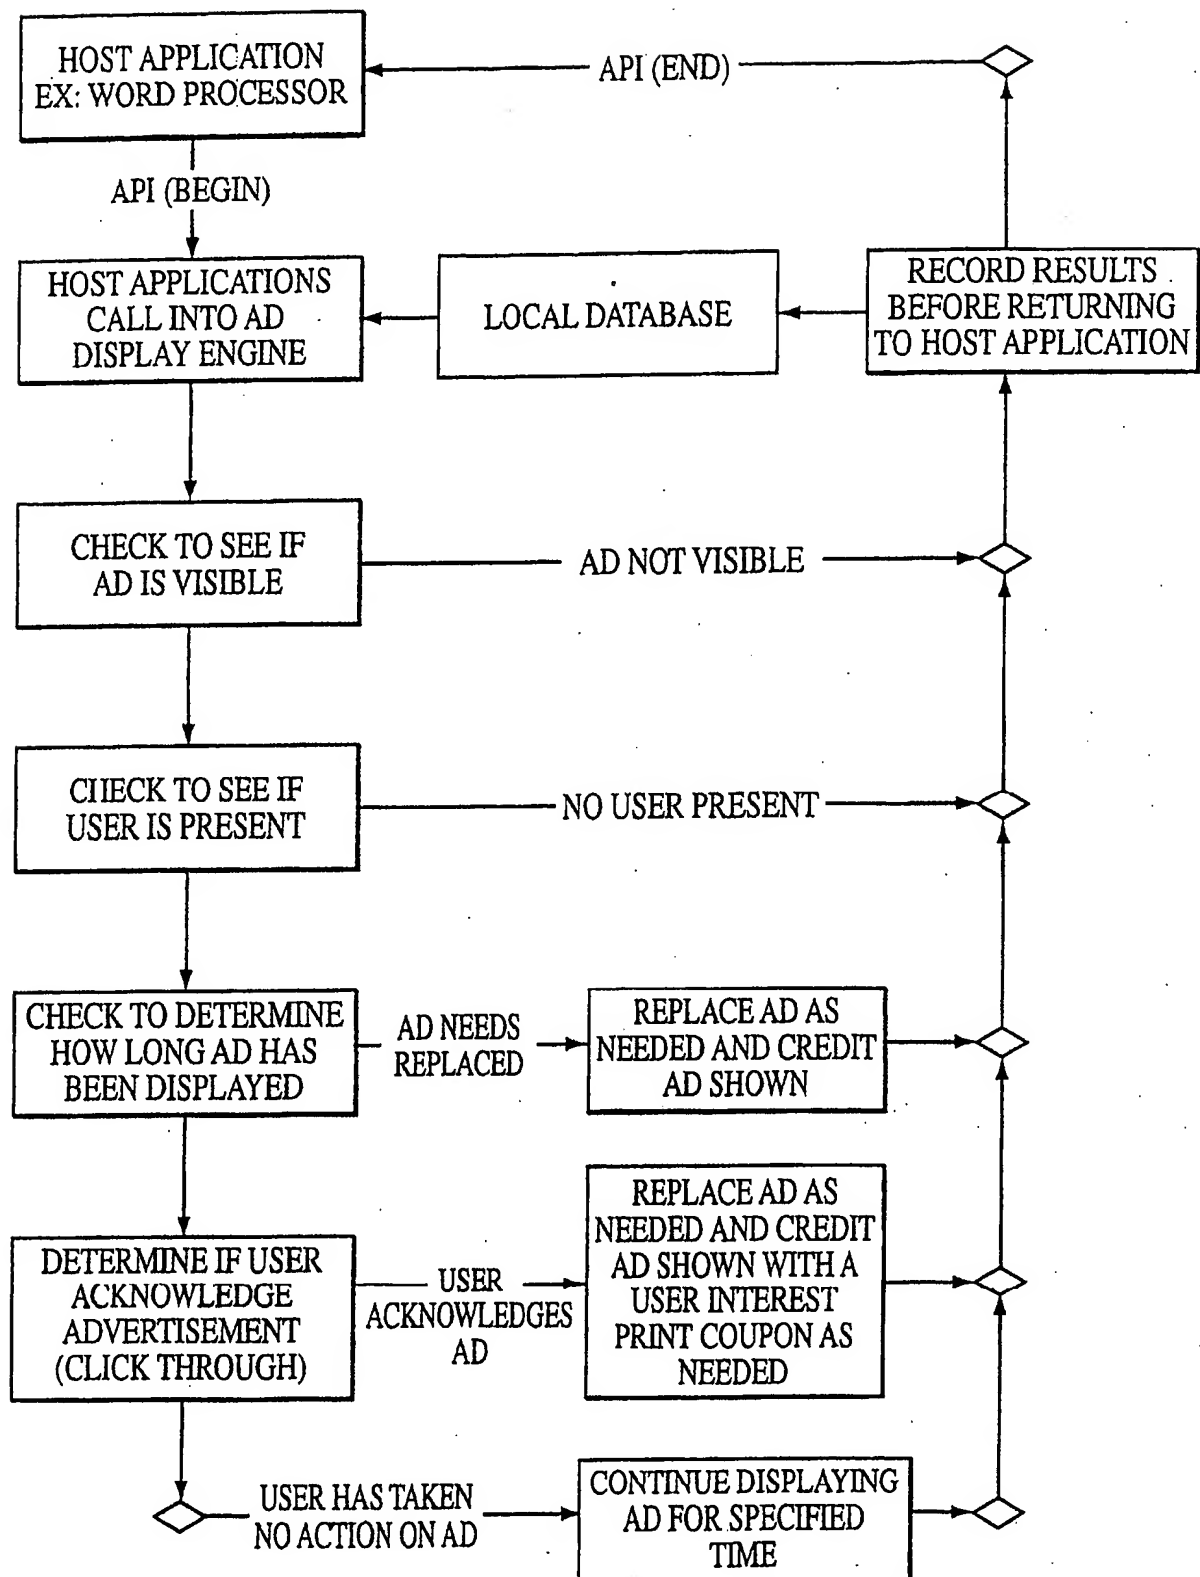 HOST APPLICATION
EX: WORD PROCESSOR
API (END)
API (BEGIN)
HOST APPLICATIONS
CALL INTO AD
DISPLAY ENGINE
LOCAL DATABASE
RECORD RESULTS
BEFORE RETURNING
TO HOST APPLICATION
CHECK TO SEE IF
AD IS VISIBLE
AD NOT VISIBLE
CHECK TO SEE IF
USER IS PRESENT
NO USER PRESENT
CHECK TO DETERMINE
HOW LONG AD HAS
BEEN DISPLAYED
AD NEEDS
REPLACED
REPLACE AD AS
NEEDED AND CREDIT
AD SHOWN
DETERMINE IF USER
ACKNOWLEDGE
ADVERTISEMENT
(CLICK THROUGH)
USER
ACKNOWLEDGES
AD
REPLACE AD AS
NEEDED AND CREDIT
AD SHOWN WITH A
USER INTEREST
PRINT COUPON AS
NEEDED
USER HAS TAKEN
NO ACTION ON AD
CONTINUE DISPLAYING
AD FOR SPECIFIED
TIME